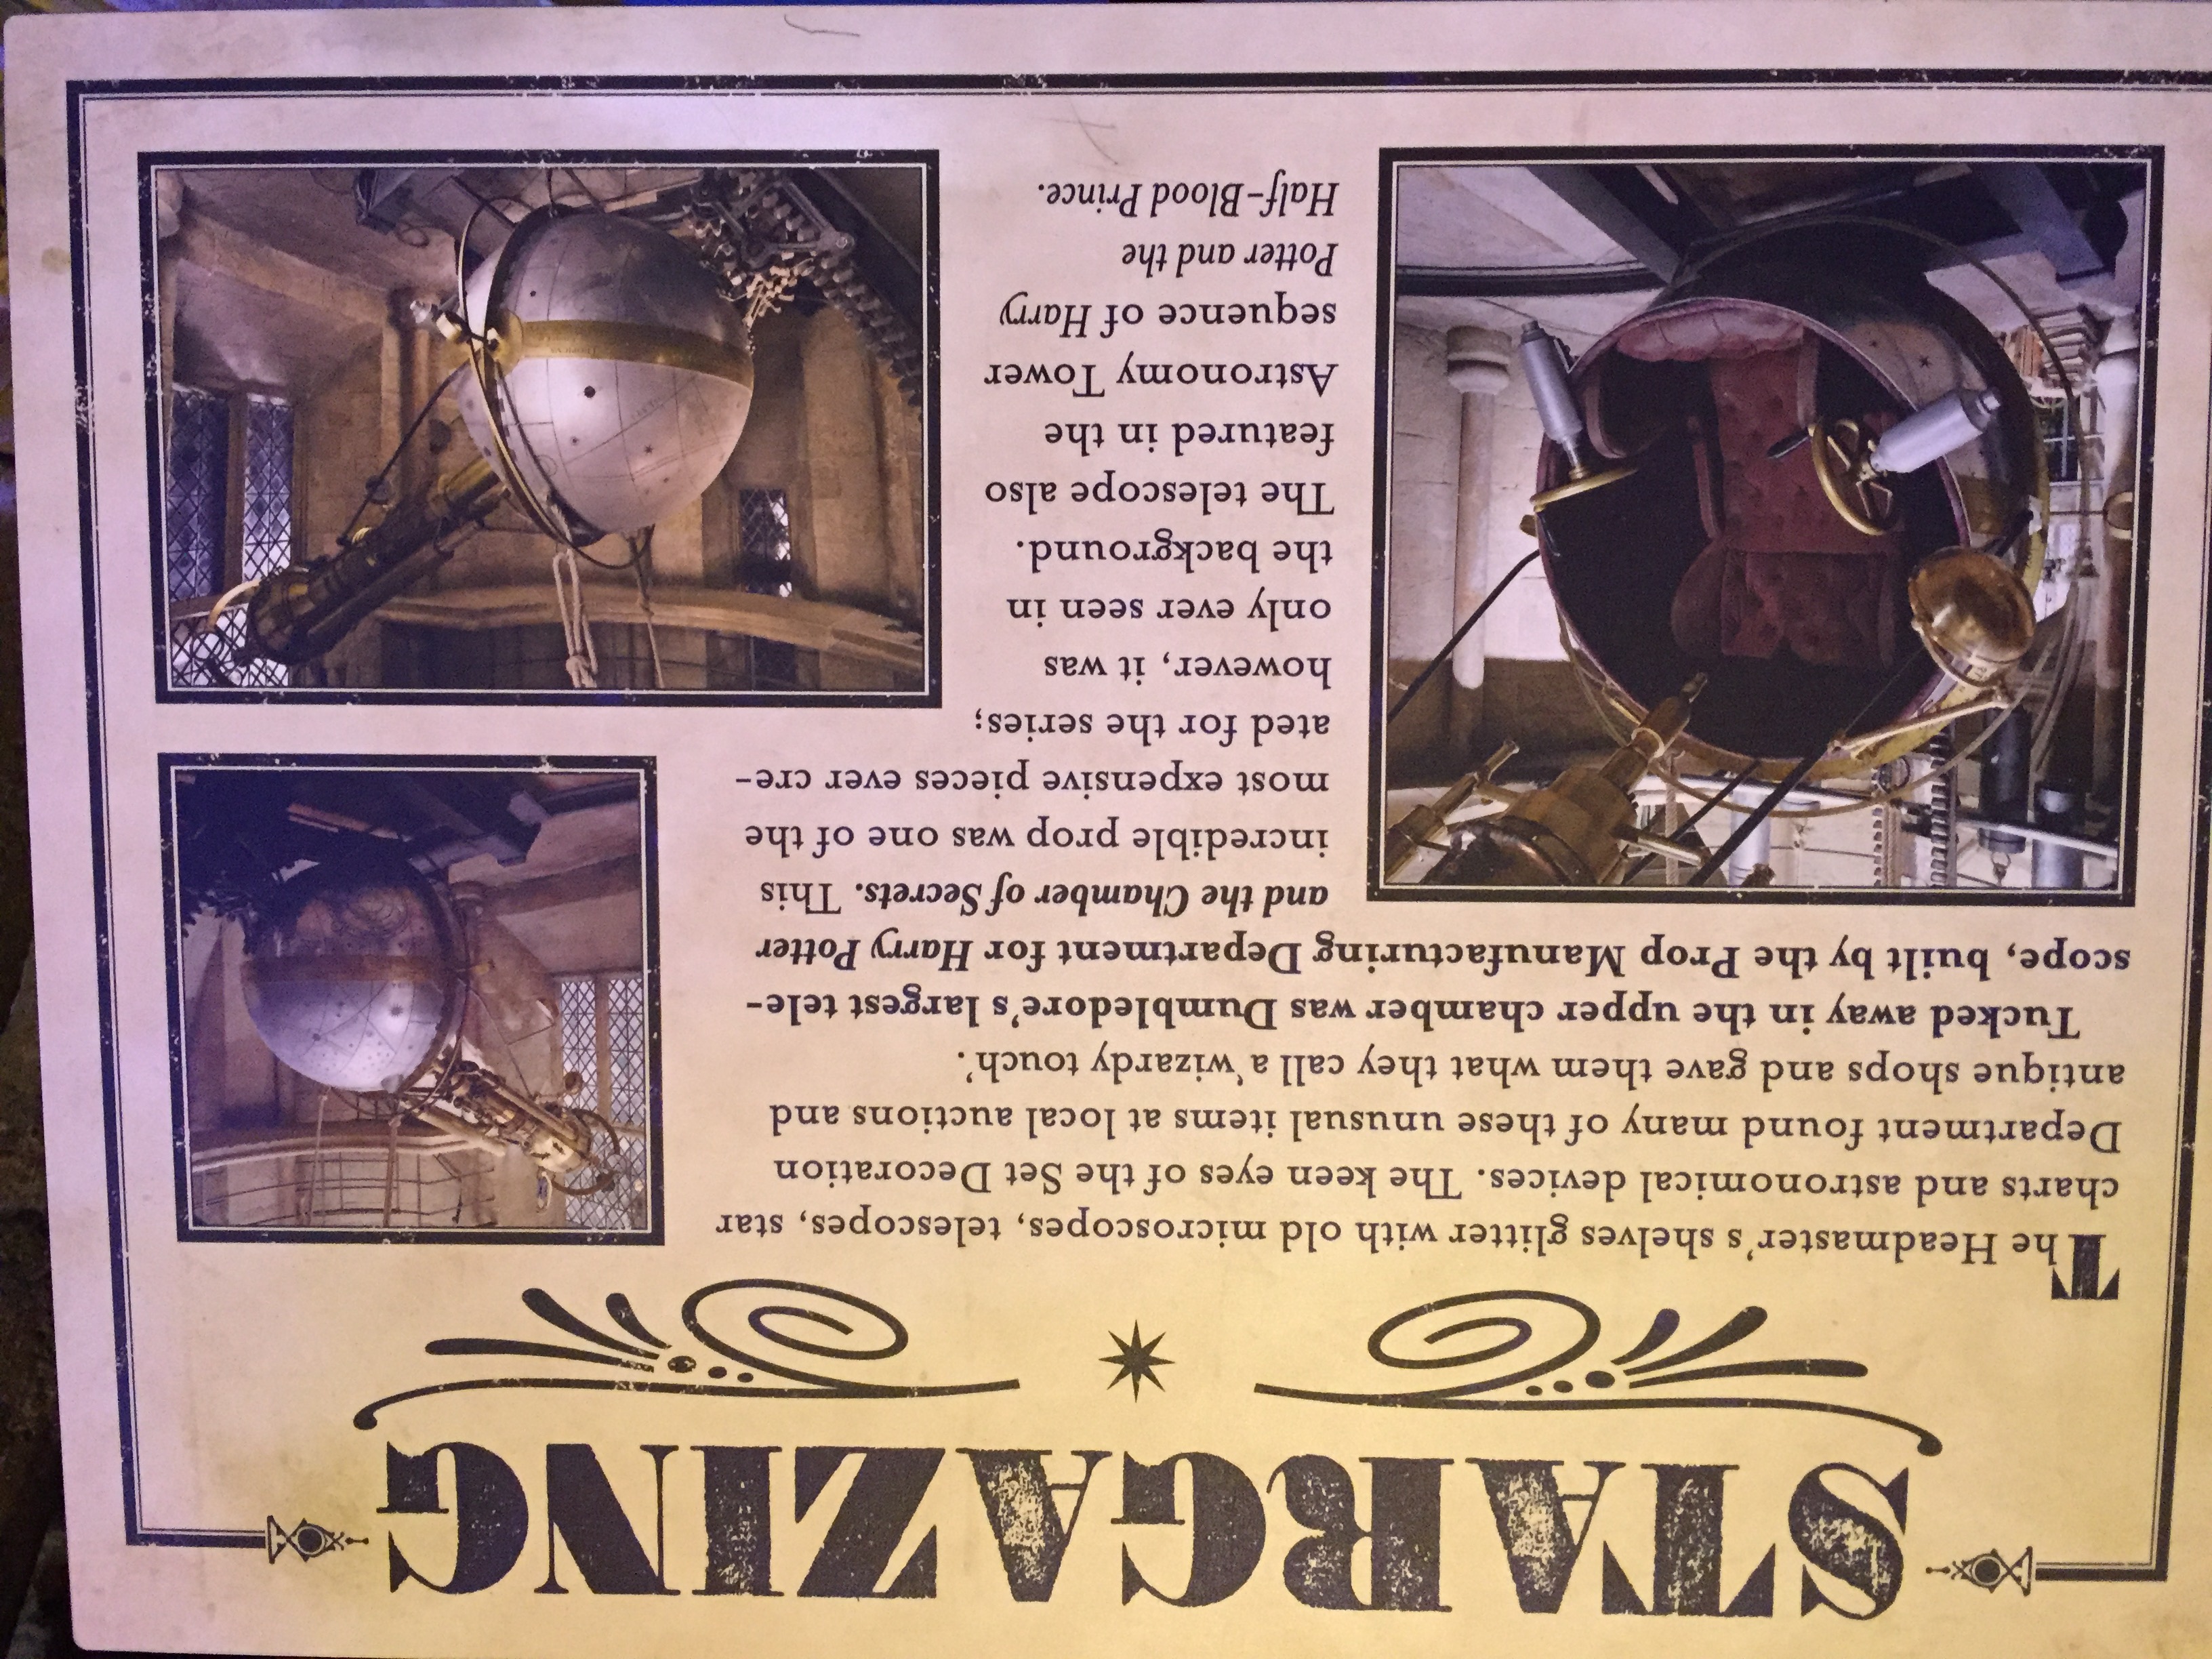 STARGAZING
The Headmaster's shelves glitter with old microscopes, telescopes, star
charts and astronomical devices. The keen eyes of the Set Decoration
Department found many of these unusual items at local auctions and
antique shops and gave them what they call a 'wizardy touch'.
Tucked away in the upper chamber was Dumbledore's largest tele-
scope, built by the Prop Manufacturing Department for Harry Potter
and the Chamber of Secrets. This
incredible prop was one of the
most expensive pieces ever cre-
ated for the series;
however, it was
only ever seen in
the background.
The telescope also
featured in the
Astronomy Tower
sequence of Harry
Potter and the
Half-Blood Prince.